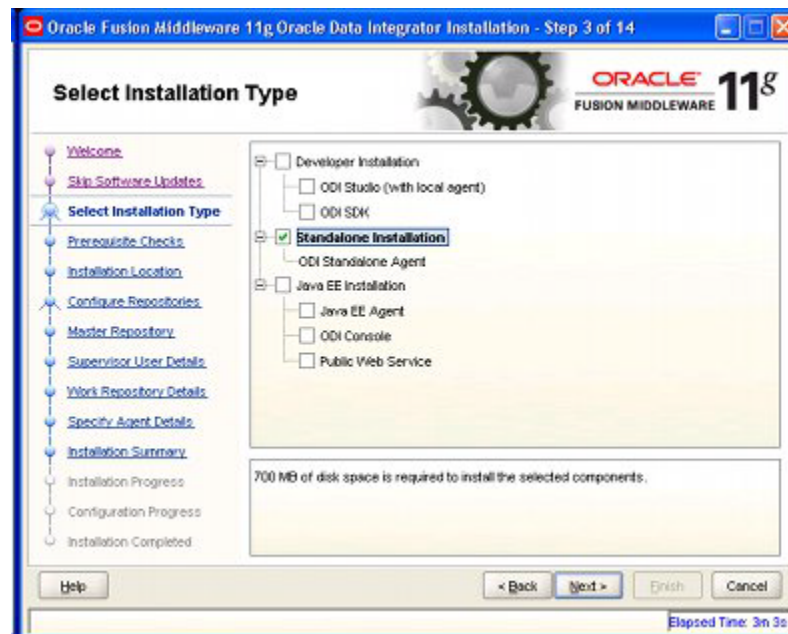 Oracle Fusion Middleware 11g Oracle Data Integrator Installation - Step 3 of 14
Select Installation Type
ORACLE
FUSION MIDDLEWARE 11g
Welcome
Skip Software Updates
Select Installation Type
Prerequisite Checks
Installation Location
Configure Repositories
Master Repository
Supervisor User Details
Work Repository Details
Specify Agent Details
Installation Summary
Installation Progress
Configuration Progress
Installation Completed
Developer Installation
ODI Studio (with local agent)
ODI SDK
Standalone Installation
ODI Standalone Agent
Java EE Installation
Java EE Agent
ODI Console
Public Web Service
700 MB of disk space is required to install the selected components.
Help
< Back
Next >
Finish
Cancel
Elapsed Time: 3m 3s